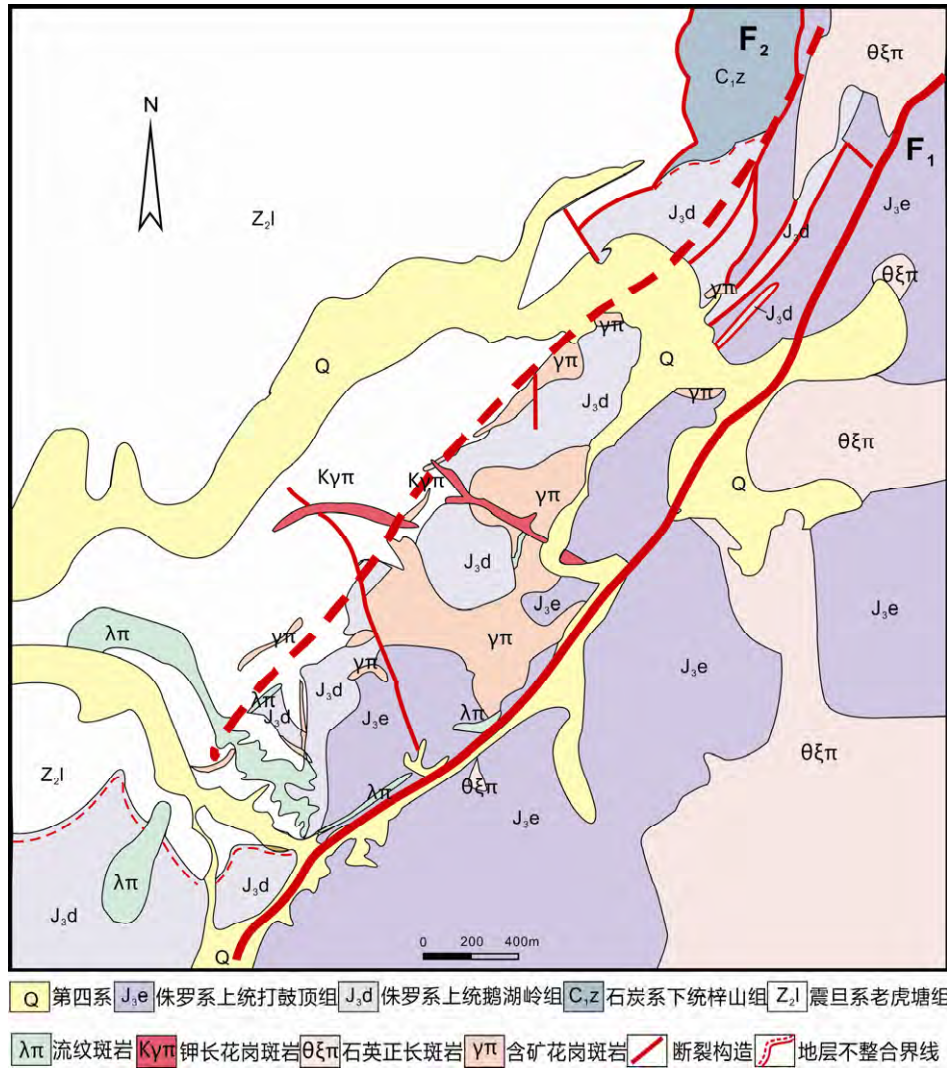 F₂
θξπ
C₁z
N
F₁
J₃e
Z₂l
J₃d
J₃d
θξπ
γπ
J₃d
γπ
Q
γπ
Q
J₃d
γπ
θξπ
Kγπ
Kγπ
Q
γπ
J₃d
J₃e
J₃e
λπ
γπ
γπ
J₃e
γπ
J₃d
λπ
J₃d
J₃e
λπ
Z₂l
θξπ
θξπ
λπ
J₃e
λπ
J₃d
J₃d
Q
0 200 400m
Q 第四系 J₃e 侏罗系上统打鼓顶组 J₃d 侏罗系上统鹅湖岭组 C₁z 石炭系下统梓山组 Z₂l 震旦系老虎塘组
λπ 流纹斑岩 Kγπ 钾长花岗斑岩 θξπ 石英正长斑岩 γπ 含矿花岗斑岩 断裂构造 地层不整合界线